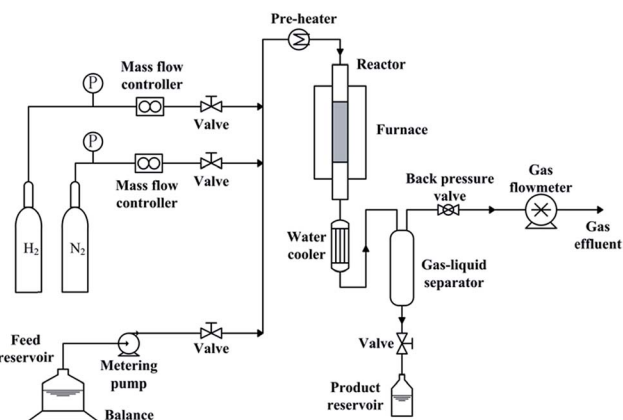 Pre-heater
Mass flow
controller
P
Reactor
Valve
Furnace
P
Mass flow
controller
Valve
Back pressure
valve
Gas
flowmeter
Gas
effluent
H2
N2
Water
cooler
Gas-liquid
separator
Feed
reservoir
Metering
pump
Valve
Valve
Product
reservoir
Balance